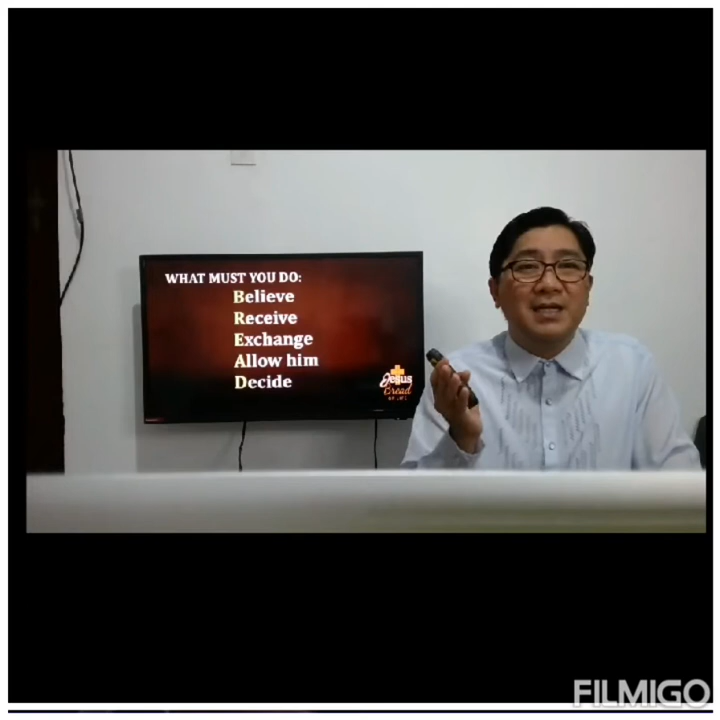 WHAT MUST YOU DO:
Believe
Receive
Exchange
Allow him
Decide
Jesus
Bread
FILMIGO